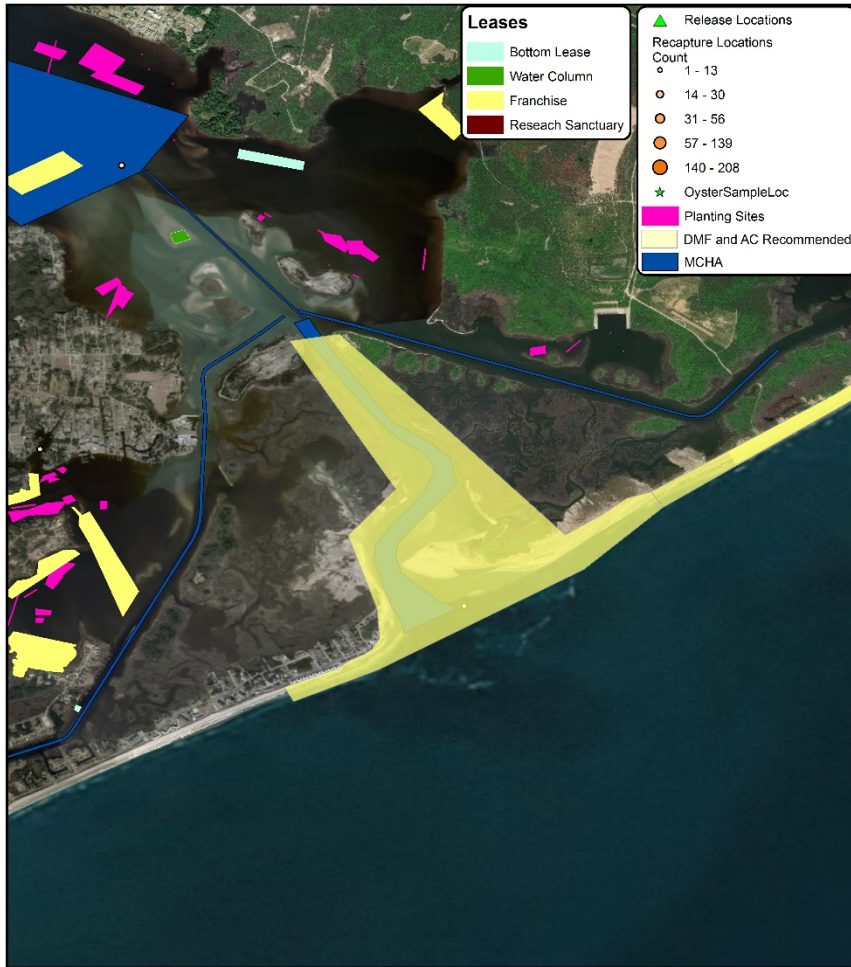 Leases
Bottom Lease
Water Column
Franchise
Reseach Sanctuary
Release Locations
Recapture Locations
Count
1 - 13
14 - 30
31 - 56
57 - 139
140 - 208
OysterSampleLoc
Planting Sites
DMF and AC Recommended
MCHA